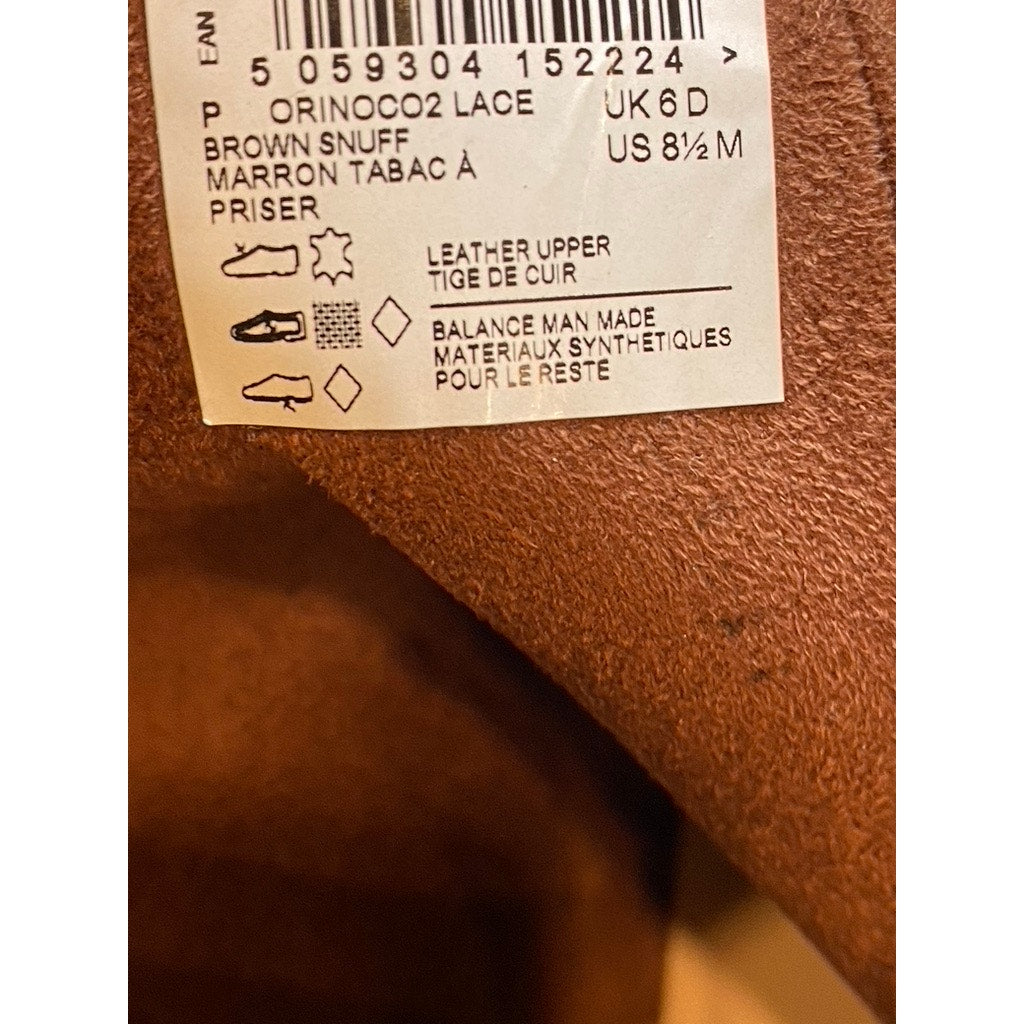 EAN
5 059304 152224 >
P ORINOCO2 LACE UK 6 D
BROWN SNUFF US 8½ M
MARRON TABAC À
PRISER
LEATHER UPPER
TIGE DE CUIR
BALANCE MAN MADE
MATERIAUX SYNTHETIQUES
POUR LE RESTE